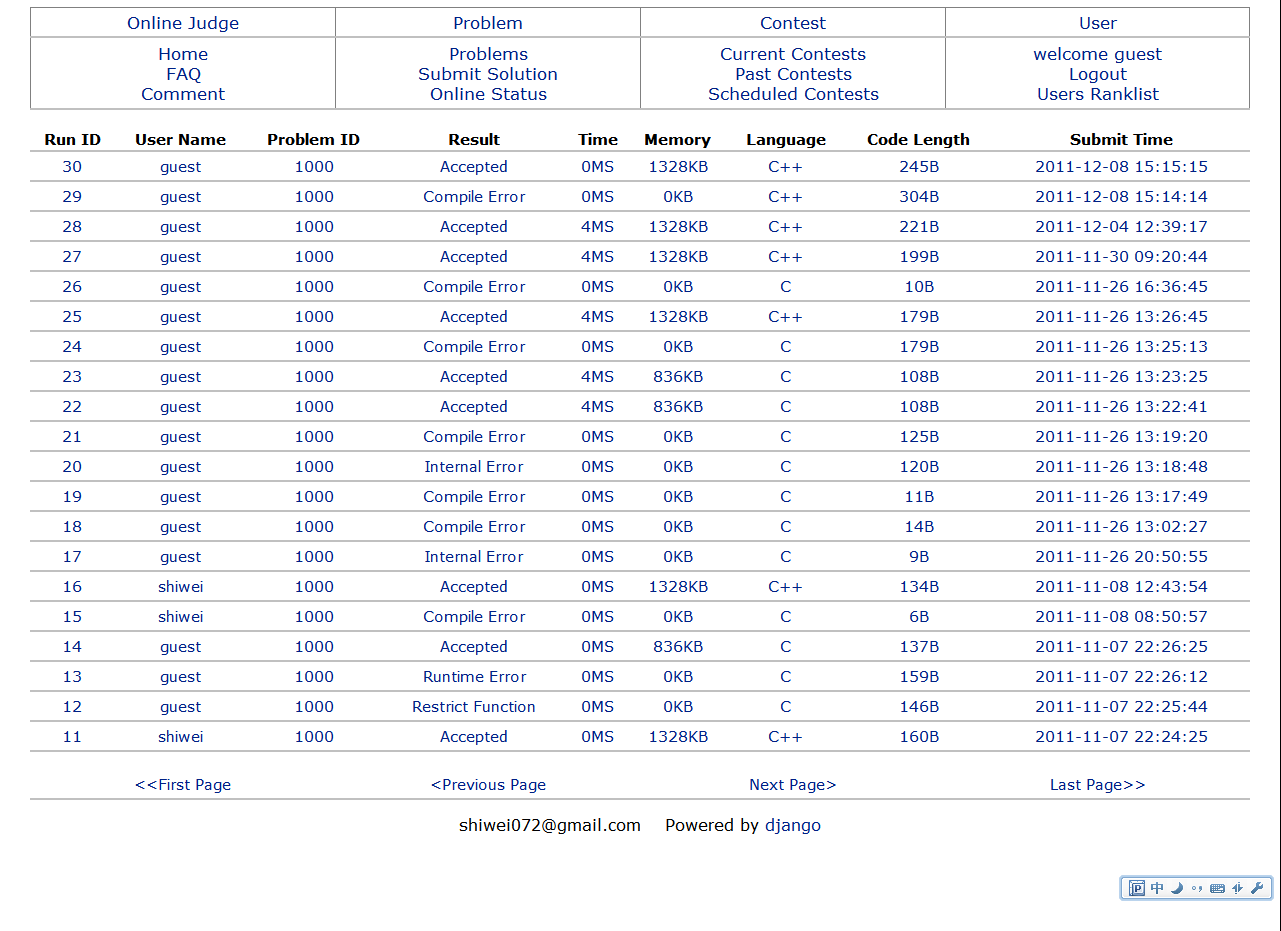 Online Judge Problem Contest User
Home Problems Current Contests welcome guest
FAQ Submit Solution Past Contests Logout
Comment Online Status Scheduled Contests Users Ranklist
Run ID User Name Problem ID Result Time Memory Language Code Length Submit Time
30 guest 1000 Accepted 0MS 1328KB C++ 245B 2011-12-08 15:15:15
29 guest 1000 Compile Error 0MS 0KB C++ 304B 2011-12-08 15:14:14
28 guest 1000 Accepted 4MS 1328KB C++ 221B 2011-12-04 12:39:17
27 guest 1000 Accepted 4MS 1328KB C++ 199B 2011-11-30 09:20:44
26 guest 1000 Compile Error 0MS 0KB C 10B 2011-11-26 16:36:45
25 guest 1000 Accepted 4MS 1328KB C++ 179B 2011-11-26 13:26:45
24 guest 1000 Compile Error 0MS 0KB C 179B 2011-11-26 13:25:13
23 guest 1000 Accepted 4MS 836KB C 108B 2011-11-26 13:23:25
22 guest 1000 Accepted 4MS 836KB C 108B 2011-11-26 13:22:41
21 guest 1000 Compile Error 0MS 0KB C 125B 2011-11-26 13:19:20
20 guest 1000 Internal Error 0MS 0KB C 120B 2011-11-26 13:18:48
19 guest 1000 Compile Error 0MS 0KB C 11B 2011-11-26 13:17:49
18 guest 1000 Compile Error 0MS 0KB C 14B 2011-11-26 13:02:27
17 guest 1000 Internal Error 0MS 0KB C 9B 2011-11-26 20:50:55
16 shiwei 1000 Accepted 0MS 1328KB C++ 134B 2011-11-08 12:43:54
15 shiwei 1000 Compile Error 0MS 0KB C 6B 2011-11-08 08:50:57
14 guest 1000 Accepted 0MS 836KB C 137B 2011-11-07 22:26:25
13 guest 1000 Runtime Error 0MS 0KB C 159B 2011-11-07 22:26:12
12 guest 1000 Restrict Function 0MS 0KB C 146B 2011-11-07 22:25:44
11 shiwei 1000 Accepted 0MS 1328KB C++ 160B 2011-11-07 22:24:25
<<First Page <Previous Page Next Page> Last Page>>
shiwei072@gmail.com Powered by django
P 中